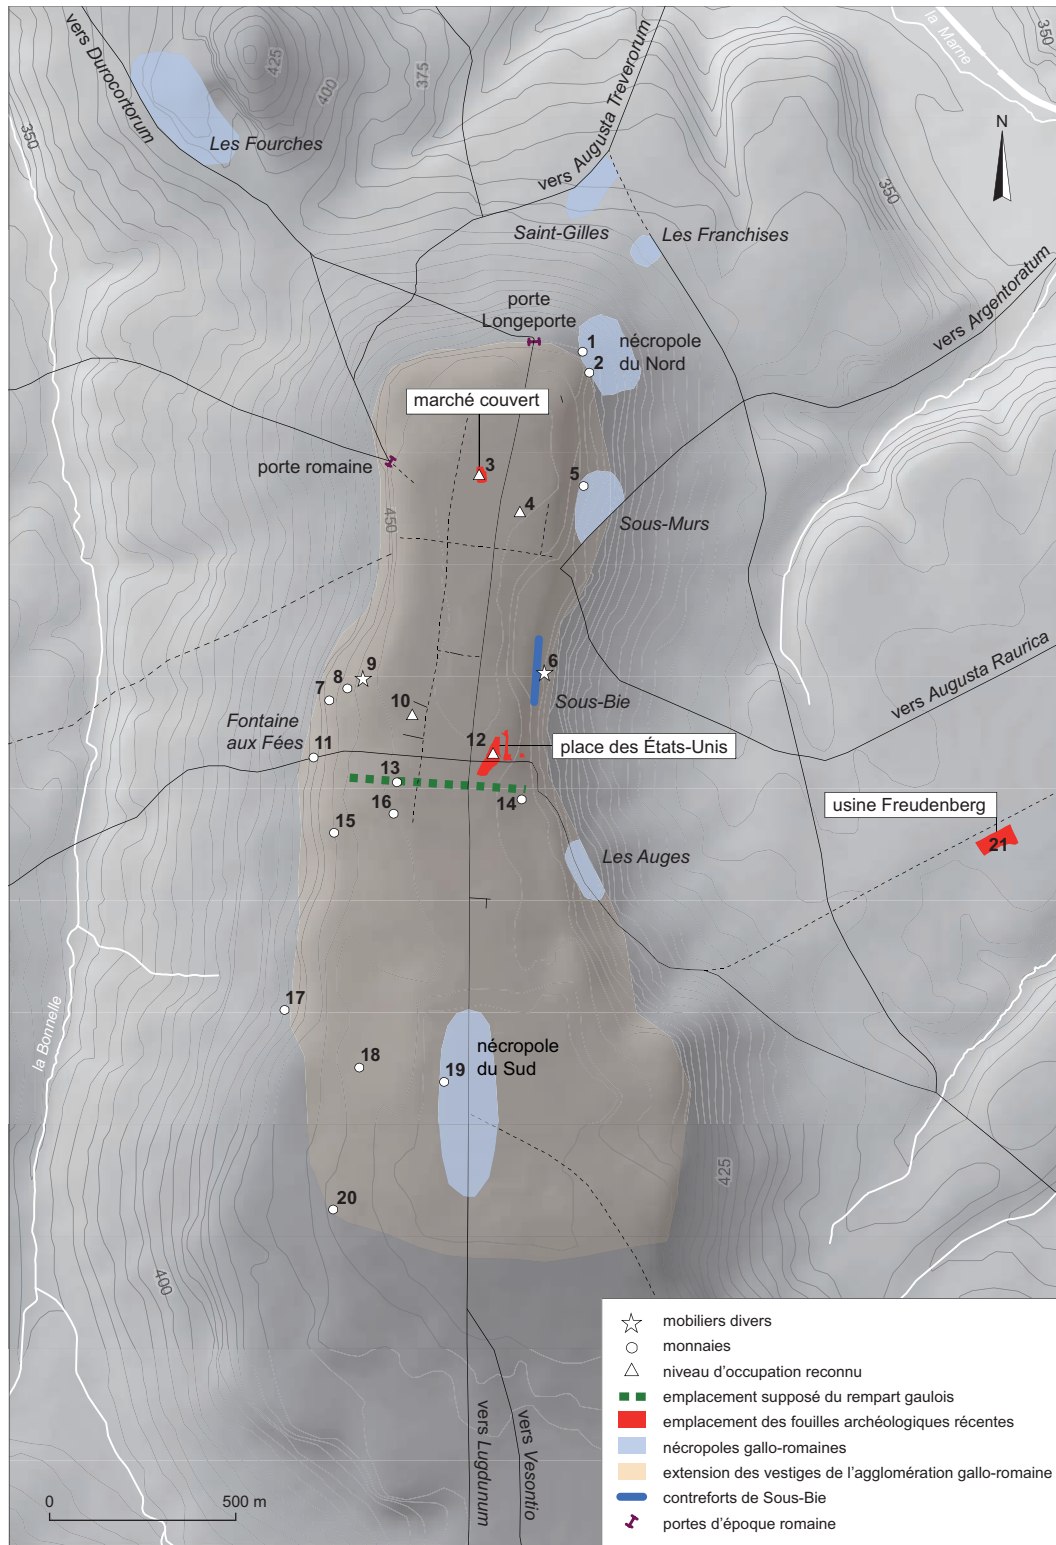 vers Durocortorum
425
400
375
350
la Marne
350
350
Les Fourches
vers Augusta Treverorum
N
350
Saint-Gilles
Les Franchises
vers Argentoratum
porte
Longeporte
1
2
nécropole
du Nord
marché couvert
porte romaine
3
5
4
450
Sous-Murs
9
8
6
7
10
Sous-Bie
vers Augusta Raurica
Fontaine
aux Fées
11
12
place des États-Unis
13
14
16
15
usine Freudenberg
21
Les Auges
la Bonnelle
17
18
19
nécropole
du Sud
425
20
400
vers Lugdunum
vers Vesontio
0
500 m
mobiliers divers
monnaies
niveau d'occupation reconnu
emplacement supposé du rempart gaulois
emplacement des fouilles archéologiques récentes
nécropoles gallo-romaines
extension des vestiges de l'agglomération gallo-romaine
contreforts de Sous-Bie
portes d'époque romaine